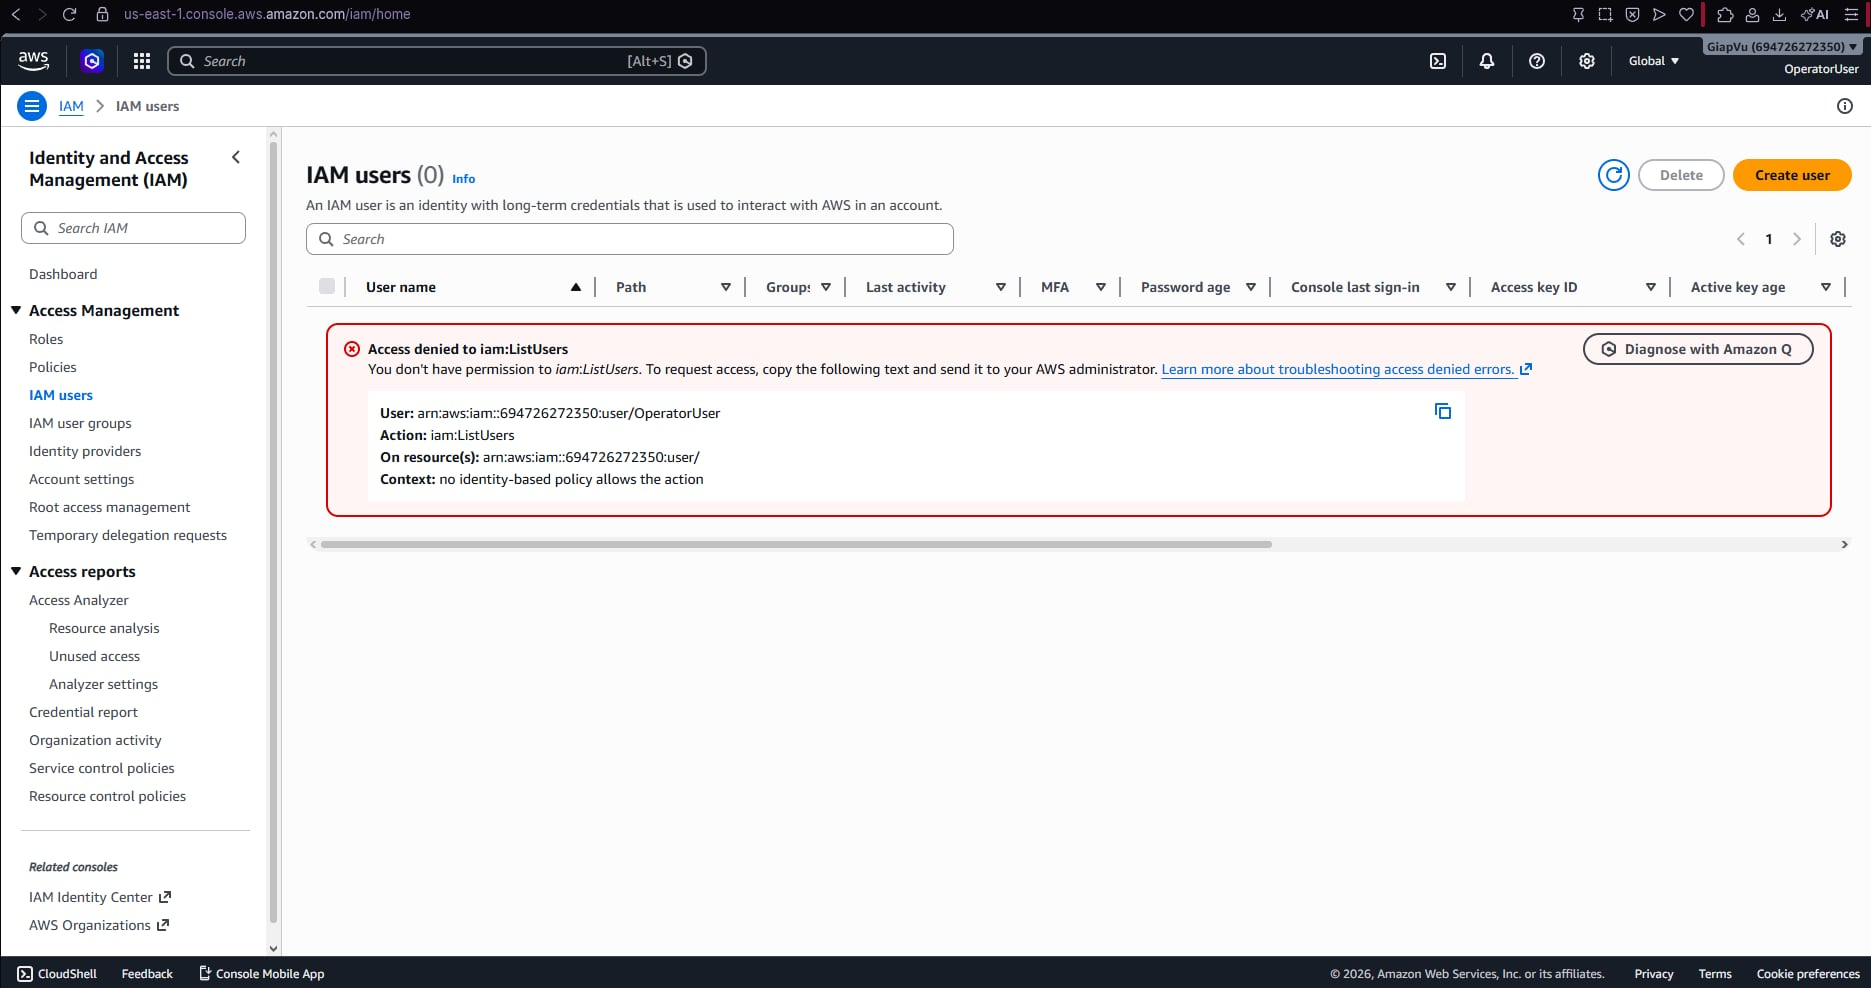 us-east-1.console.aws.amazon.com/iam/home
AI
aws
Search
[Alt+S]
Global
GiapVu (694726272350)
OperatorUser
IAM
IAM users
Identity and Access
Management (IAM)
Search IAM
Dashboard
Access Management
Roles
Policies
IAM users
IAM user groups
Identity providers
Account settings
Root access management
Temporary delegation requests
Access reports
Access Analyzer
Resource analysis
Unused access
Analyzer settings
Credential report
Organization activity
Service control policies
Resource control policies
Related consoles
IAM Identity Center
AWS Organizations
IAM users (0) Info
Delete
Create user
An IAM user is an identity with long-term credentials that is used to interact with AWS in an account.
Search
1
User name Path Groups Last activity MFA Password age Console last sign-in Access key ID Active key age
Access denied to iam:ListUsers
Diagnose with Amazon Q
You don't have permission to iam:ListUsers. To request access, copy the following text and send it to your AWS administrator. Learn more about troubleshooting access denied errors.
User: arn:aws:iam::694726272350:user/OperatorUser
Action: iam:ListUsers
On resource(s): arn:aws:iam::694726272350:user/
Context: no identity-based policy allows the action
CloudShell Feedback Console Mobile App
© 2026, Amazon Web Services, Inc. or its affiliates. Privacy Terms Cookie preferences